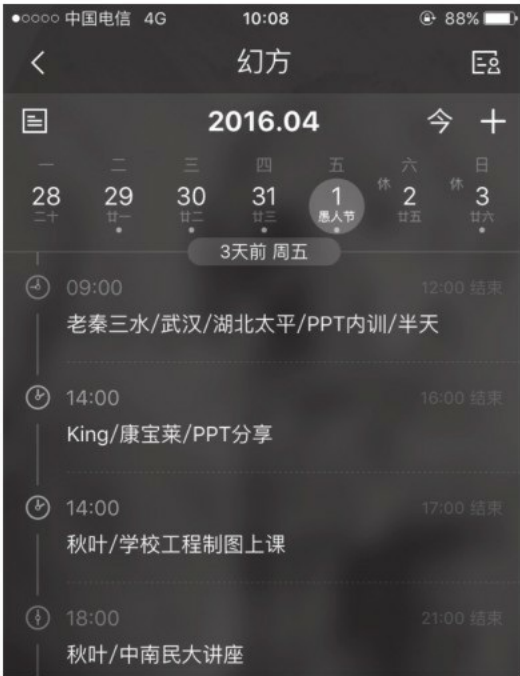 中国电信 4G 10:08 88%
幻方
2016.04 今
一 二 三 四 五 六 日
28 29 30 31 1 休 2 休 3
二十 廿一 廿二 廿三 愚人节 廿五 廿六
3天前 周五
09:00 12:00 结束
老秦三水/武汉/湖北太平/PPT内训/半天
14:00 16:00 结束
King/康宝莱/PPT分享
14:00 17:00 结束
秋叶/学校工程制图上课
18:00 21:00 结束
秋叶/中南民大讲座